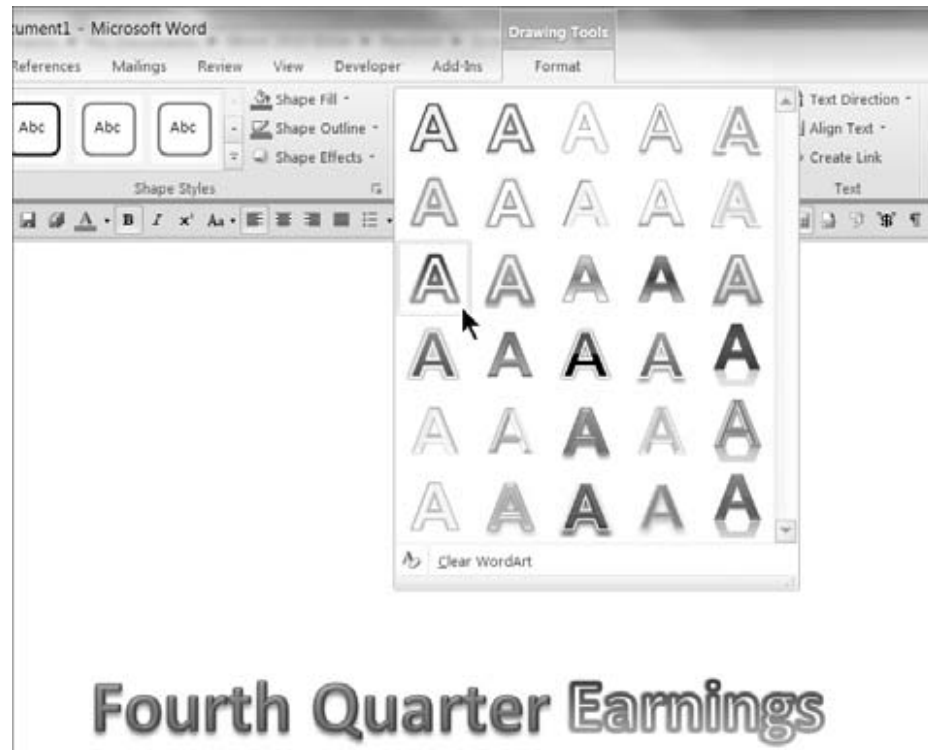 ument1 - Microsoft Word
Drawing Tools
References Mailings Review View Developer Add-Ins Format
Abc Abc Abc
Shape Fill
Shape Outline
Shape Effects
Text Direction
Align Text
Create Link
Shape Styles
Text
A B I x' Aa
A A A A A
A A A A A
A A A A A
A A A A A
A A A A A
A A A A A
Clear WordArt
Fourth Quarter Earnings